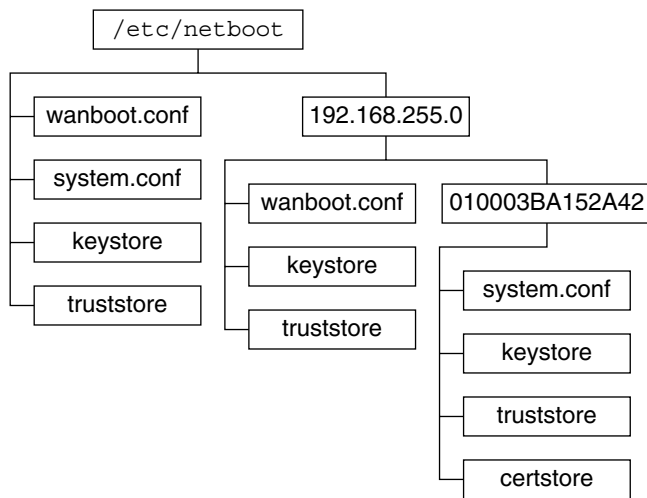 /etc/netboot
wanboot.conf
system.conf
keystore
truststore
192.168.255.0
wanboot.conf
keystore
truststore
010003BA152A42
system.conf
keystore
truststore
certstore